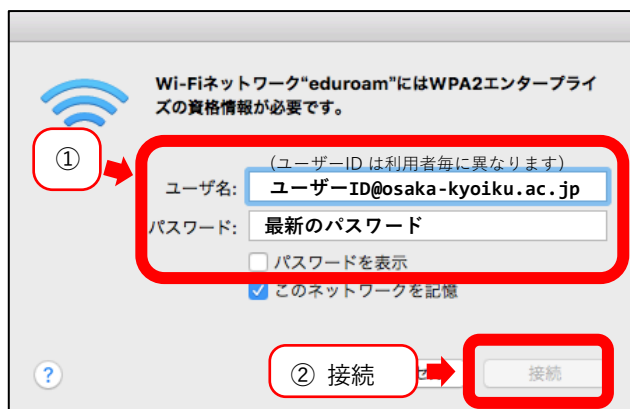 Wi-Fiネットワーク“eduroam”にはWPA2エンタープライ
ズの資格情報が必要です。
①
(ユーザーID は利用者毎に異なります)
ユーザ名: ユーザーID@osaka-kyoiku.ac.jp
パスワード: 最新のパスワード
パスワードを表示
このネットワークを記憶
? ② 接続 接続